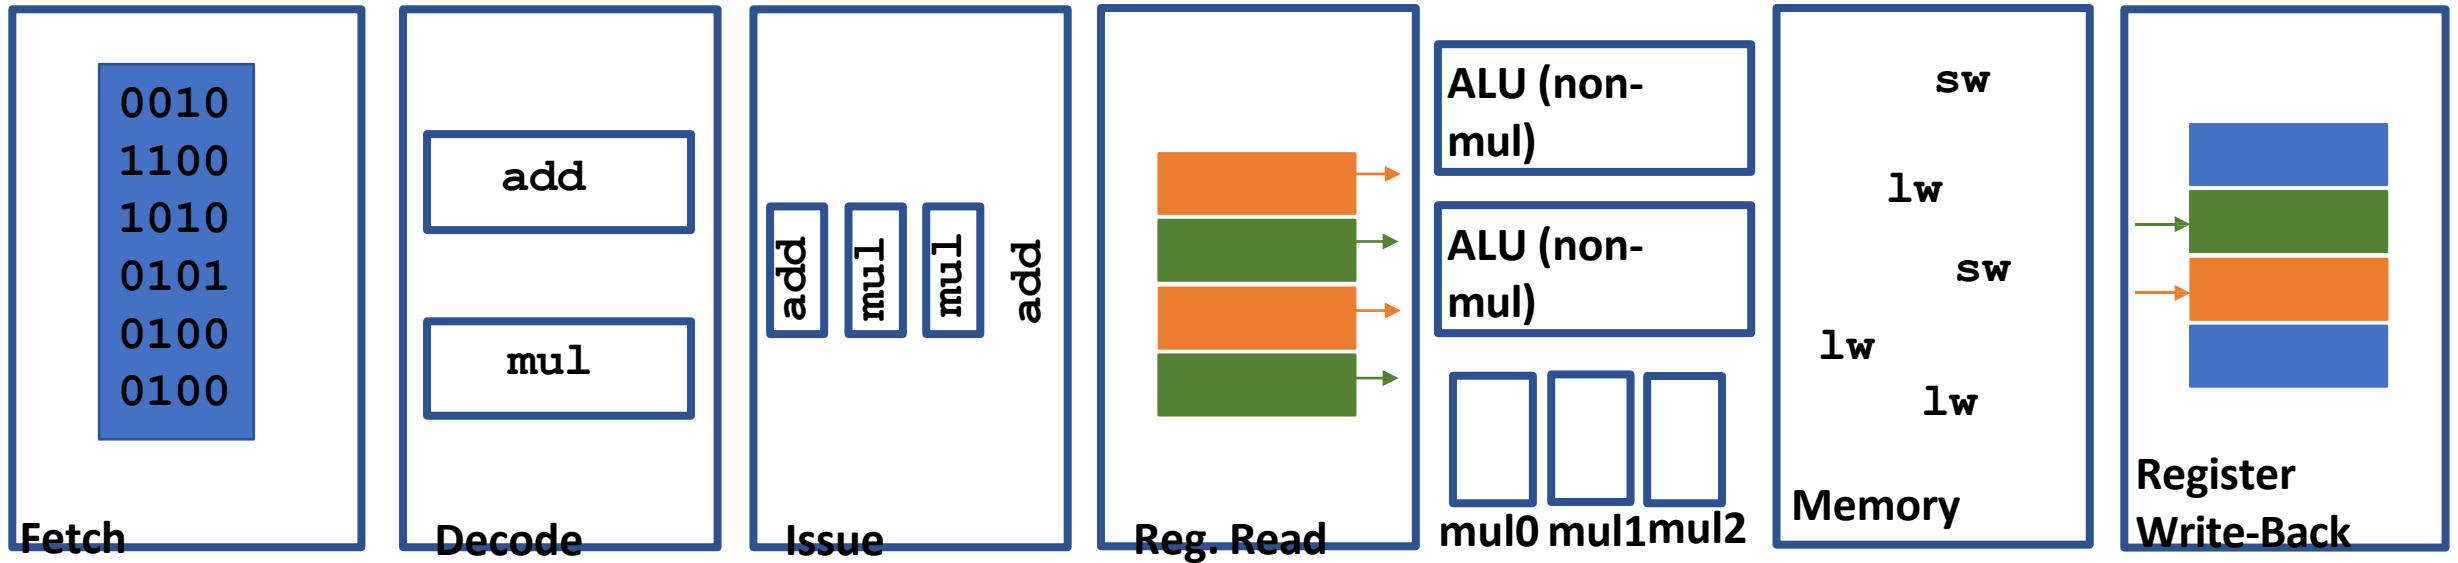 0010
1100
1010
0101
0100
0100
Fetch
add
mul
Decode
add
mul
mul
add
Issue
Reg. Read
ALU (non-
mul)
ALU (non-
mul)
mul0
mul1
mul2
sw
lw
sw
lw
lw
Memory
Register
Write-Back